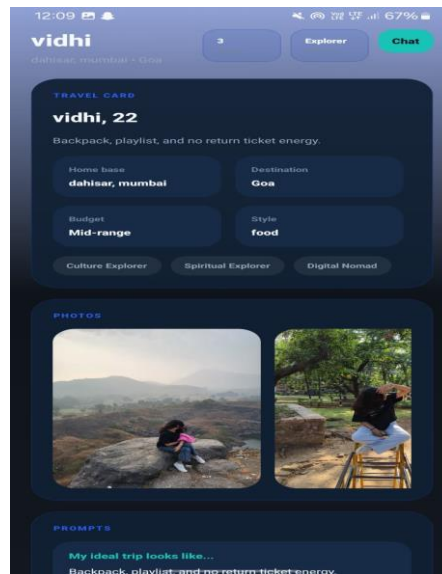 12:09 67%
vidhi
3
Explorer
Chat
dahisar, mumbai • Goa
TRAVEL CARD
vidhi, 22
Backpack, playlist, and no return ticket energy.
Home base
dahisar, mumbai
Destination
Goa
Budget
Mid-range
Style
food
Culture Explorer
Spiritual Explorer
Digital Nomad
PHOTOS
PROMPTS
My ideal trip looks like...
Backpack, playlist, and no return ticket energy.